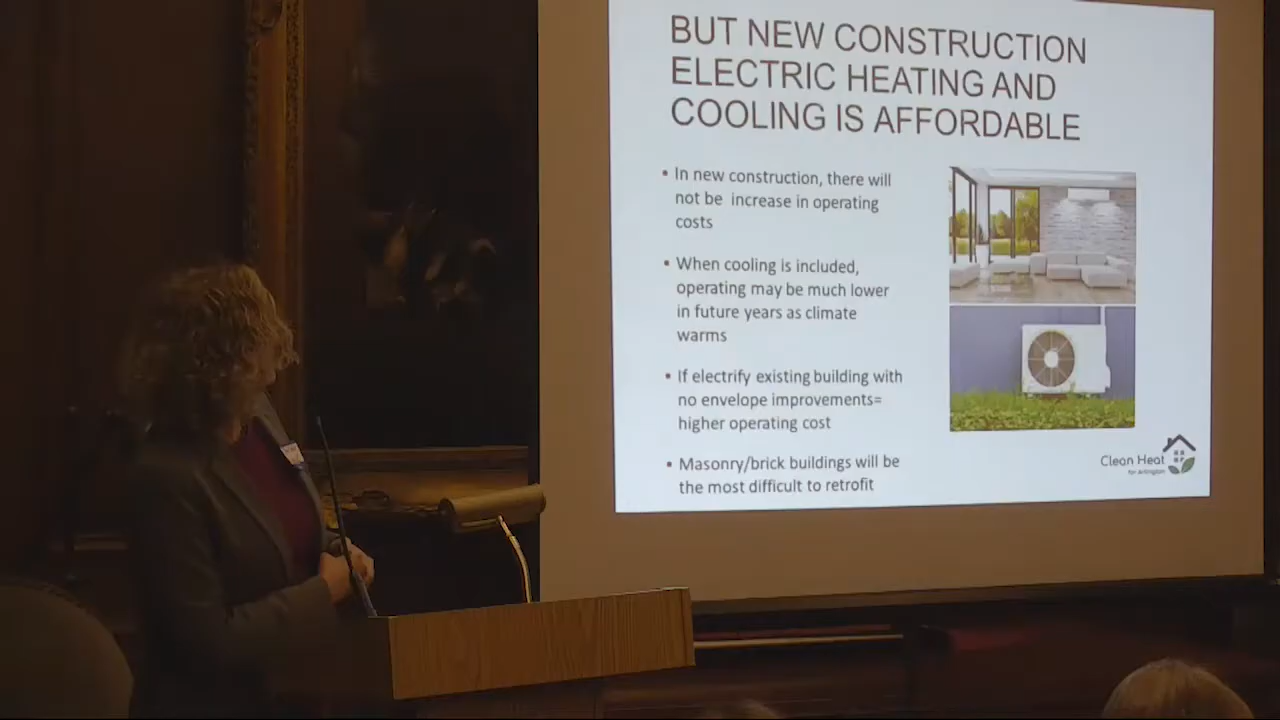 BUT NEW CONSTRUCTION
ELECTRIC HEATING AND
COOLING IS AFFORDABLE
• In new construction, there will
not be increase in operating
costs
• When cooling is included,
operating may be much lower
in future years as climate
warms
• If electrify existing building with
no envelope improvements=
higher operating cost
• Masonry/brick buildings will be
the most difficult to retrofit
Clean Heat
for Arlington